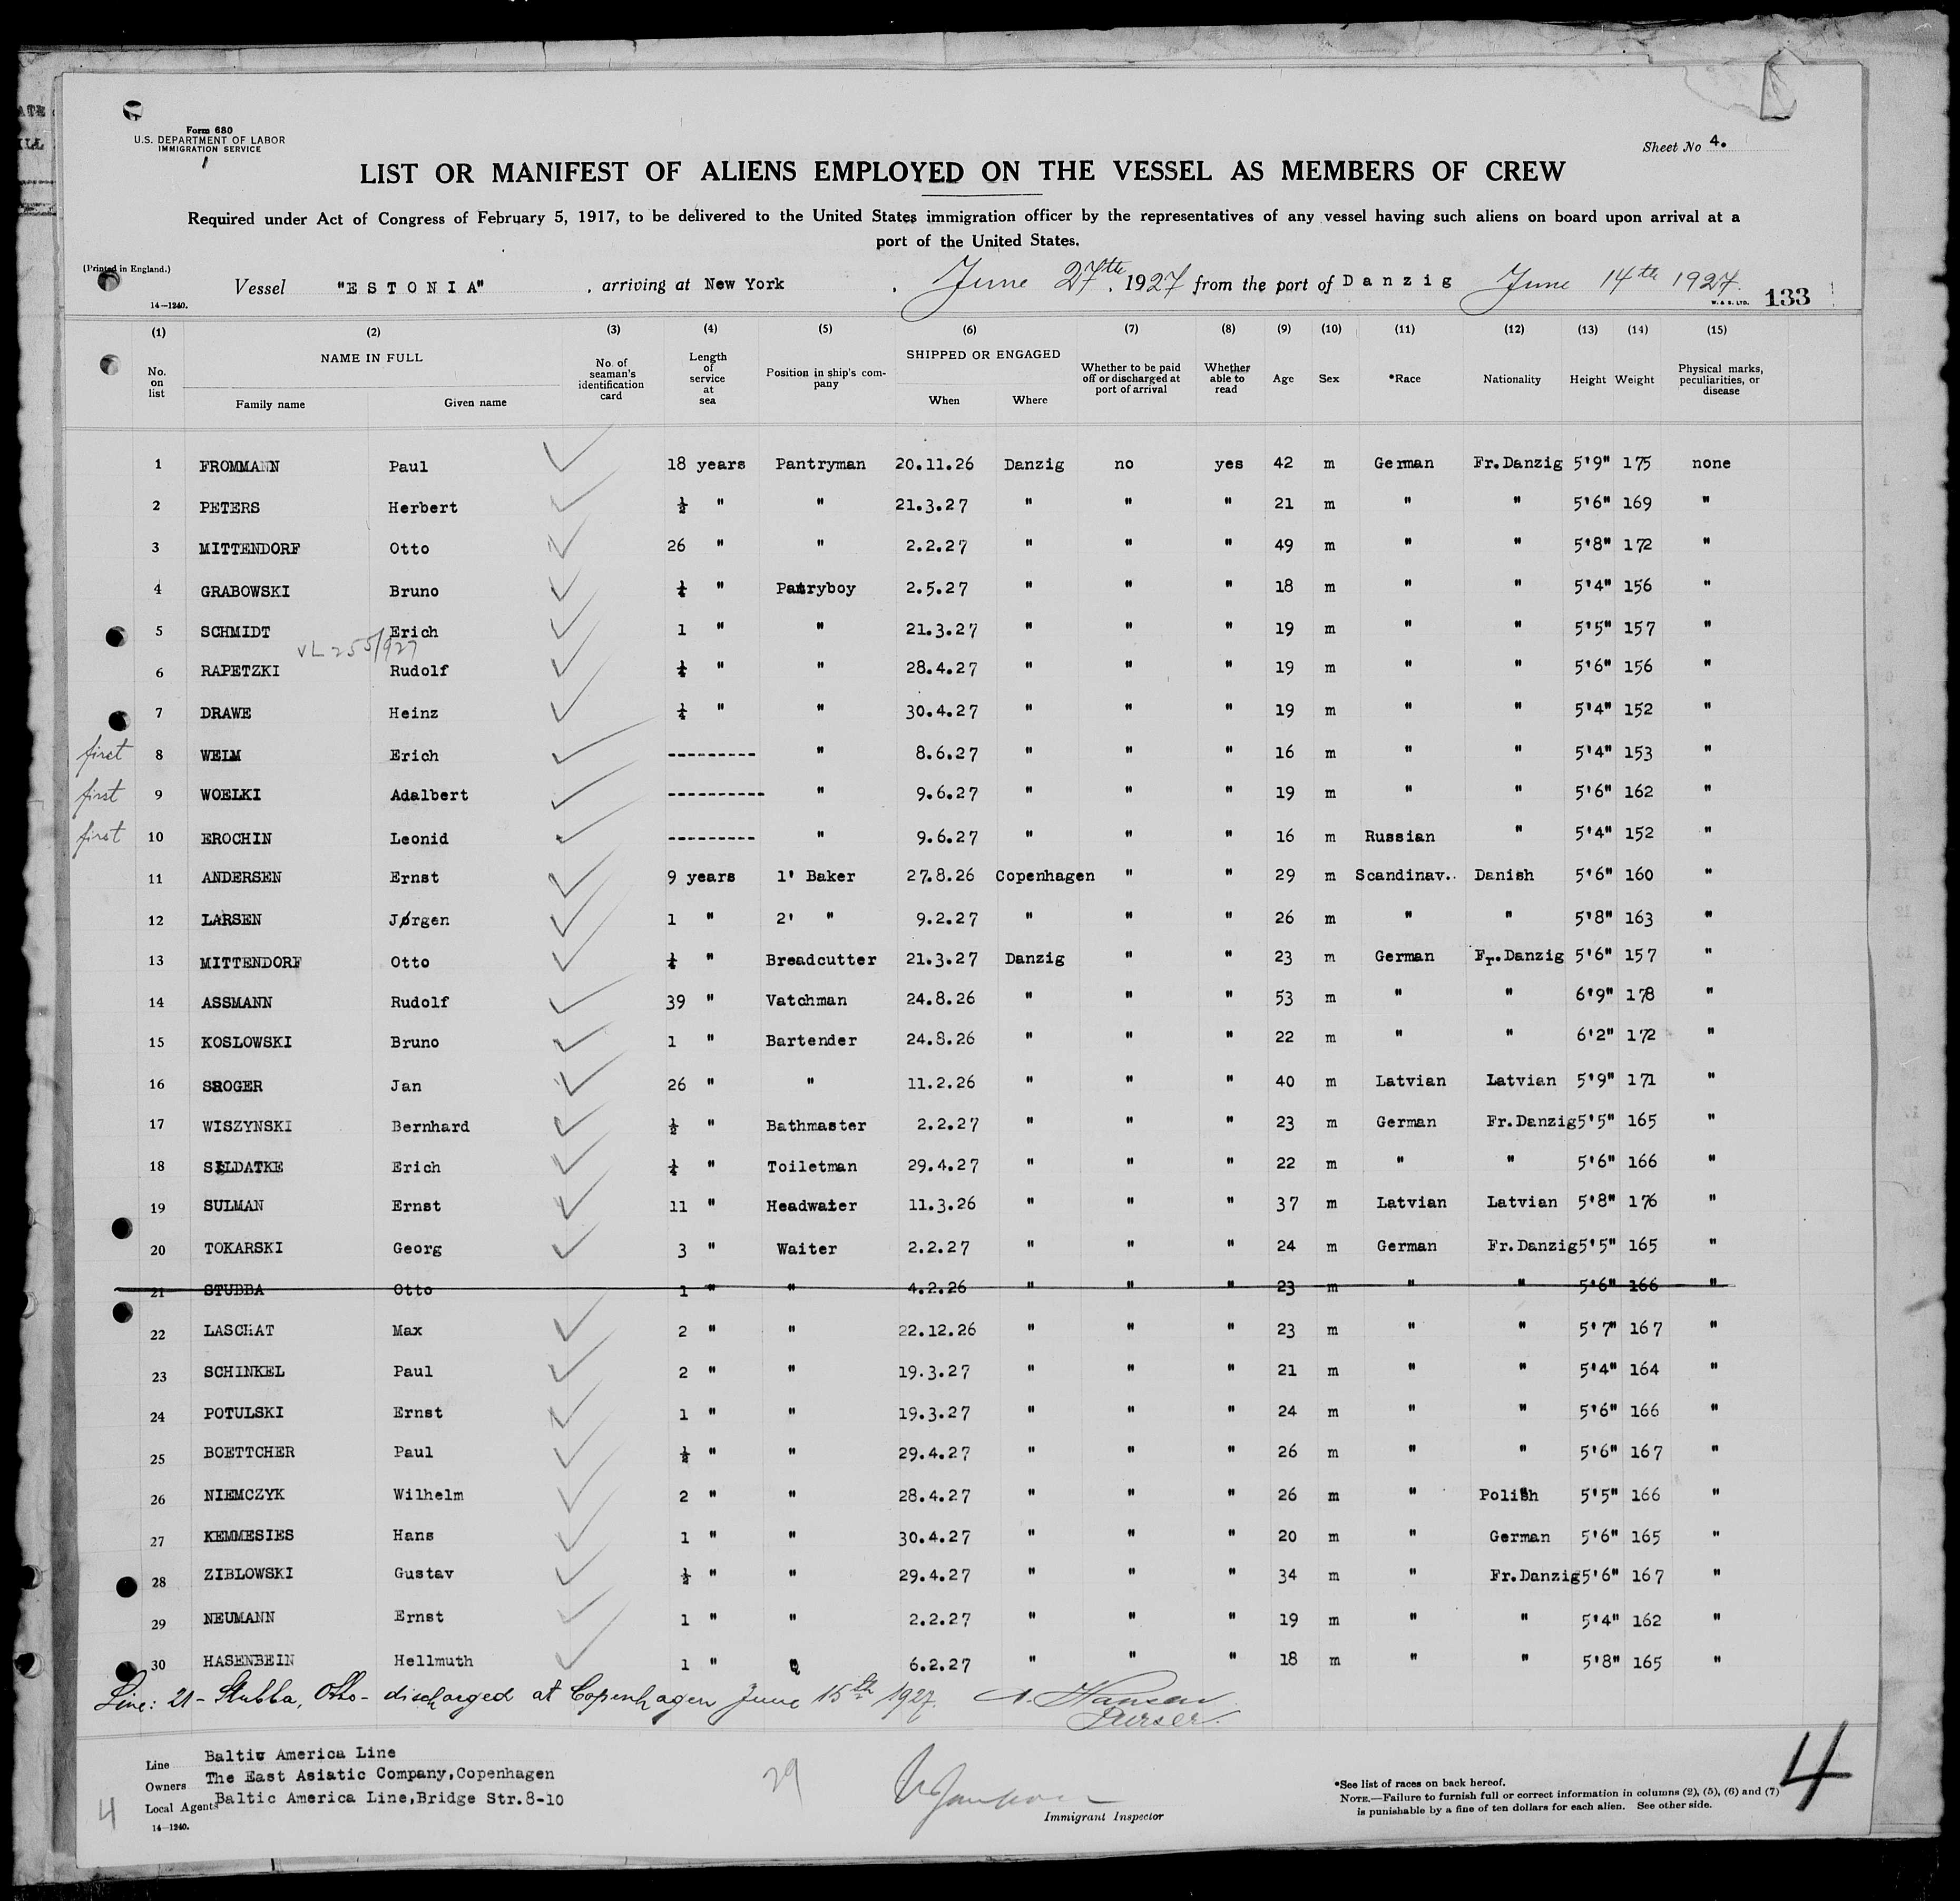 Form 680
U.S. DEPARTMENT OF LABOR
IMMIGRATION SERVICE
Sheet No 4.
LIST OR MANIFEST OF ALIENS EMPLOYED ON THE VESSEL AS MEMBERS OF CREW
Required under Act of Congress of February 5, 1917, to be delivered to the United States immigration officer by the representatives of any vessel having such aliens on board upon arrival at a
port of the United States.
(Printed in England.)
Vessel "ESTONIA", arriving at New York, June 27th, 1927 from the port of Danzig June 14th 1927.
14-1240. W. & S. LTD. 133
(1) (2) (3) (4) (5) (6) (7) (8) (9) (10) (11) (12) (13) (14) (15)
No. on list NAME IN FULL Family name Given name No. of seaman's identification card Length of service at sea Position in ship's company SHIPPED OR ENGAGED When Where Whether to be paid off or discharged at port of arrival Whether able to read Age Sex *Race Nationality Height Weight Physical marks, peculiarities, or disease
1 FROMMANN Paul 18 years Pantryman 20.11.26 Danzig no yes 42 m German Fr.Danzig 5'9" 175 none
2 PETERS Herbert ½ " " 21.3.27 " " " 21 m " " 5'6" 169 "
3 MITTENDORF Otto 26 " " 2.2.27 " " " 49 m " " 5'8" 172 "
4 GRABOWSKI Bruno ¼ " Pantryboy 2.5.27 " " " 18 m " " 5'4" 156 "
5 SCHMIDT Erich 1 " " 21.3.27 " " " 19 m " " 5'5" 157 "
VL 255/927
6 RAPETZKI Rudolf ¼ " " 28.4.27 " " " 19 m " " 5'6" 156 "
7 DRAWE Heinz ¼ " " 30.4.27 " " " 19 m " " 5'4" 152 "
first 8 WELM Erich --------- " 8.6.27 " " " 16 m " " 5'4" 153 "
first 9 WOELKI Adalbert ---------- " 9.6.27 " " " 19 m " " 5'6" 162 "
first 10 EROCHIN Leonid --------- " 9.6.27 " " " 16 m Russian " 5'4" 152 "
11 ANDERSEN Ernst 9 years 1' Baker 27.8.26 Copenhagen " " 29 m Scandinav.. Danish 5'6" 160 "
12 LARSEN Jørgen 1 " 2' " 9.2.27 " " " 26 m " " 5'8" 163 "
13 MITTENDORF Otto ¼ " Breadcutter 21.3.27 Danzig " " 23 m German Fr.Danzig 5'6" 157 "
14 ASSMANN Rudolf 39 " Vatchman 24.8.26 " " " 53 m " " 6'9" 178 "
15 KOSLOWSKI Bruno 1 " Bartender 24.8.26 " " " 22 m " " 6'2" 172 "
16 SROGER Jan 26 " " 11.2.26 " " " 40 m Latvian Latvian 5'9" 171 "
17 WISZYNSKI Bernhard ½ " Bathmaster 2.2.27 " " " 23 m German Fr.Danzig 5'5" 165 "
18 SILDATKE Erich ¼ " Toiletman 29.4.27 " " " 22 m " " 5'6" 166 "
19 SULMAN Ernst 11 " Headwaiter 11.3.26 " " " 37 m Latvian Latvian 5'8" 176 "
20 TOKARSKI Georg 3 " Waiter 2.2.27 " " " 24 m German Fr.Danzig 5'5" 165 "
21 STUBBA Otto 1 " " 4.2.26 " " " 23 m " " 5'6" 166 "
22 LASCHAT Max 2 " " 22.12.26 " " " 23 m " " 5'7" 167 "
23 SCHINKEL Paul 2 " " 19.3.27 " " " 21 m " " 5'4" 164 "
24 POTULSKI Ernst 1 " " 19.3.27 " " " 24 m " " 5'6" 166 "
25 BOETTCHER Paul ½ " " 29.4.27 " " " 26 m " " 5'6" 167 "
26 NIEMCZYK Wilhelm 2 " " 28.4.27 " " " 26 m " Polish 5'5" 166 "
27 KEMMESIES Hans 1 " " 30.4.27 " " " 20 m " German 5'6" 165 "
28 ZIBLOWSKI Gustav ½ " " 29.4.27 " " " 34 m " Fr.Danzig 5'6" 167 "
29 NEUMANN Ernst 1 " " 2.2.27 " " " 19 m " " 5'4" 162 "
30 HASENBEIN Hellmuth 1 " " 6.2.27 " " " 18 m " " 5'8" 165 "
Line: 21 - Stubba, Otto - discharged at Copenhagen June 15th 1927. Hansen
Purser.
Line Baltic America Line
Owners The East Asiatic Company,Copenhagen
Local Agents Baltic America Line,Bridge Str.8-10
14-1240.
4
29
Immigrant Inspector
*See list of races on back hereof.
NOTE.—Failure to furnish full or correct information in columns (2), (5), (6) and (7)
is punishable by a fine of ten dollars for each alien. See other side.
4